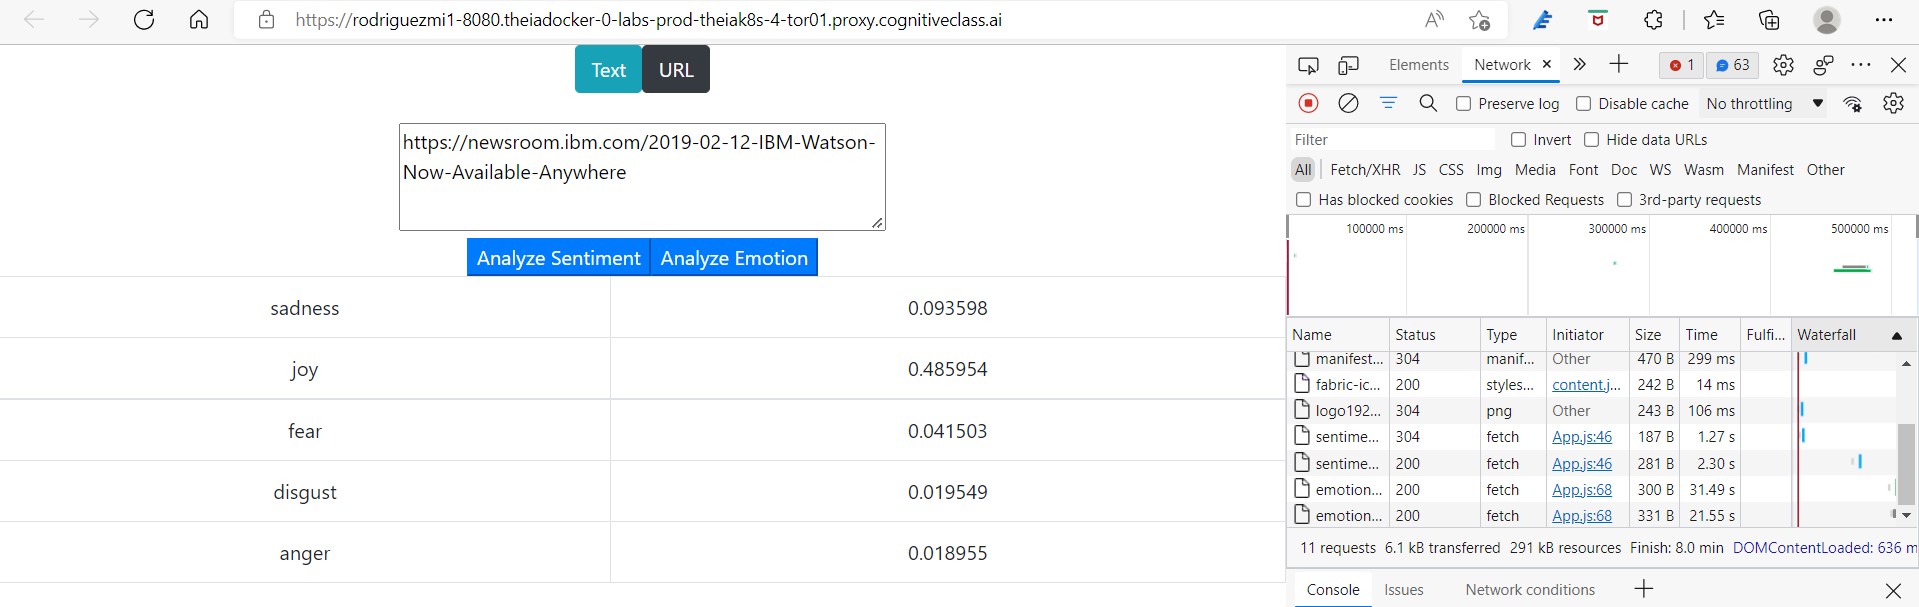 https://rodriguezmi1-8080.theiadocker-0-labs-prod-theiak8s-4-tor01.proxy.cognitiveclass.ai
Text URL
https://newsroom.ibm.com/2019-02-12-IBM-Watson-
Now-Available-Anywhere
Analyze Sentiment Analyze Emotion
sadness 0.093598
joy 0.485954
fear 0.041503
disgust 0.019549
anger 0.018955
Elements Network 1 63
Preserve log Disable cache No throttling
Filter Invert Hide data URLs
All Fetch/XHR JS CSS Img Media Font Doc WS Wasm Manifest Other
Has blocked cookies Blocked Requests 3rd-party requests
100000 ms 200000 ms 300000 ms 400000 ms 500000 ms
Name Status Type Initiator Size Time Fulfi... Waterfall
manifest... 304 manif... Other 470 B 299 ms
fabric-ic... 200 styles... content.j... 242 B 14 ms
logo192... 304 png Other 243 B 106 ms
sentime... 304 fetch App.js:46 187 B 1.27 s
sentime... 200 fetch App.js:46 281 B 2.30 s
emotion... 200 fetch App.js:68 300 B 31.49 s
emotion... 200 fetch App.js:68 331 B 21.55 s
11 requests 6.1 kB transferred 291 kB resources Finish: 8.0 min DOMContentLoaded: 636 m
Console Issues Network conditions